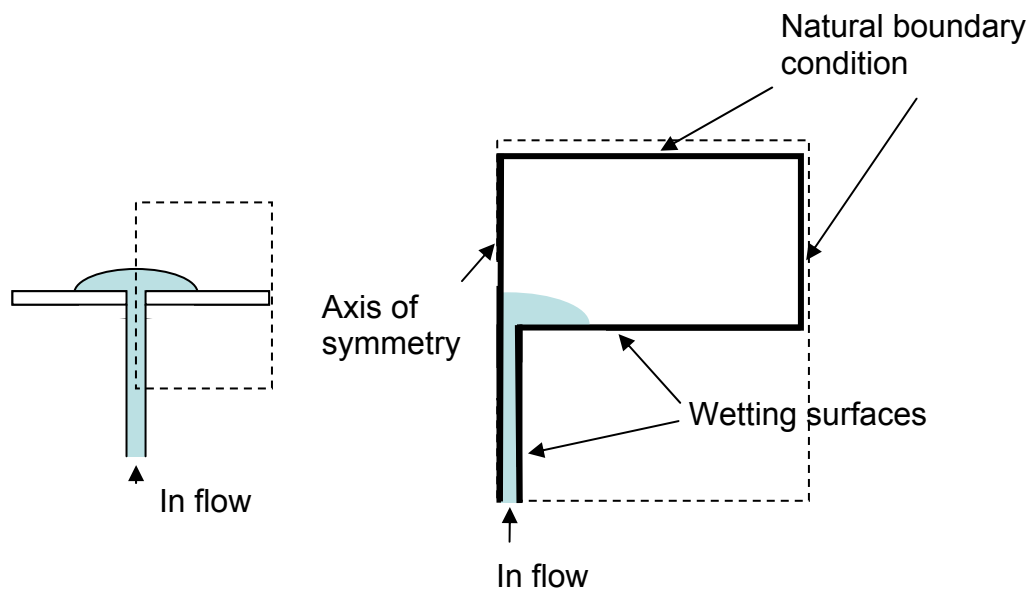 Natural boundary
condition
Axis of
symmetry
Wetting surfaces
In flow
In flow